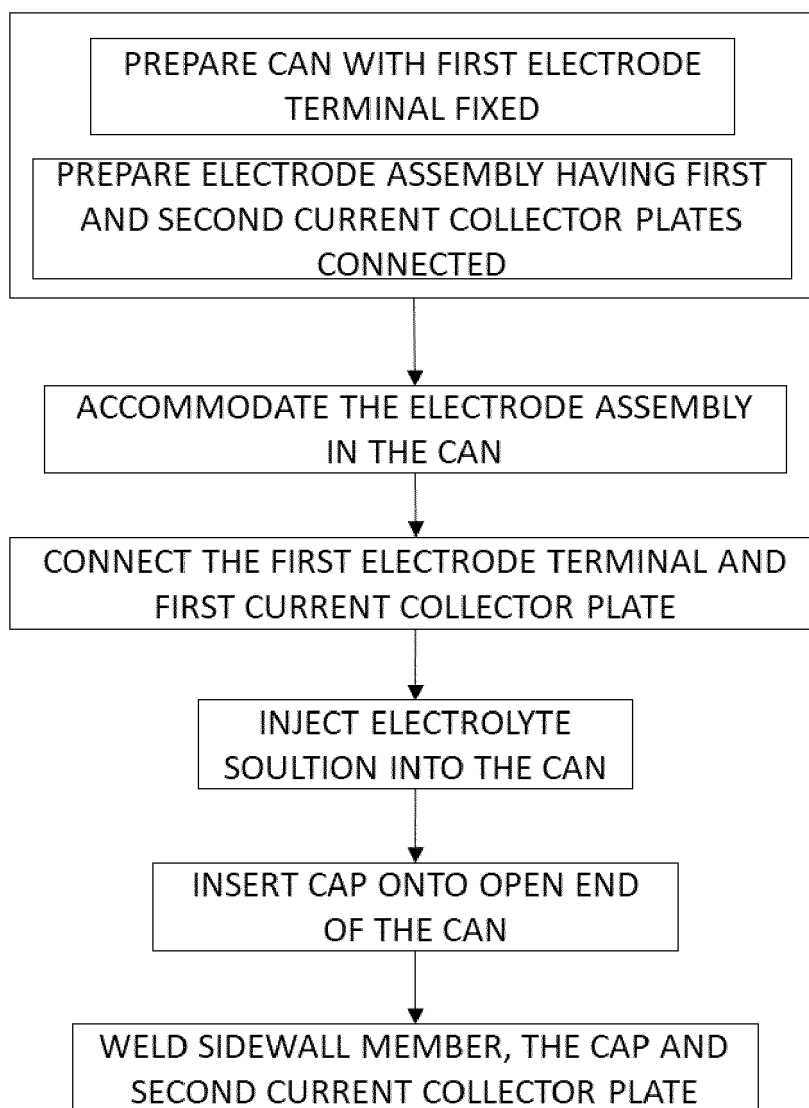 PREPARE CAN WITH FIRST ELECTRODE
TERMINAL FIXED
PREPARE ELECTRODE ASSEMBLY HAVING FIRST
AND SECOND CURRENT COLLECTOR PLATES
CONNECTED
ACCOMMODATE THE ELECTRODE ASSEMBLY
IN THE CAN
CONNECT THE FIRST ELECTRODE TERMINAL AND
FIRST CURRENT COLLECTOR PLATE
INJECT ELECTROLYTE
SOULTION INTO THE CAN
INSERT CAP ONTO OPEN END
OF THE CAN
WELD SIDEWALL MEMBER, THE CAP AND
SECOND CURRENT COLLECTOR PLATE